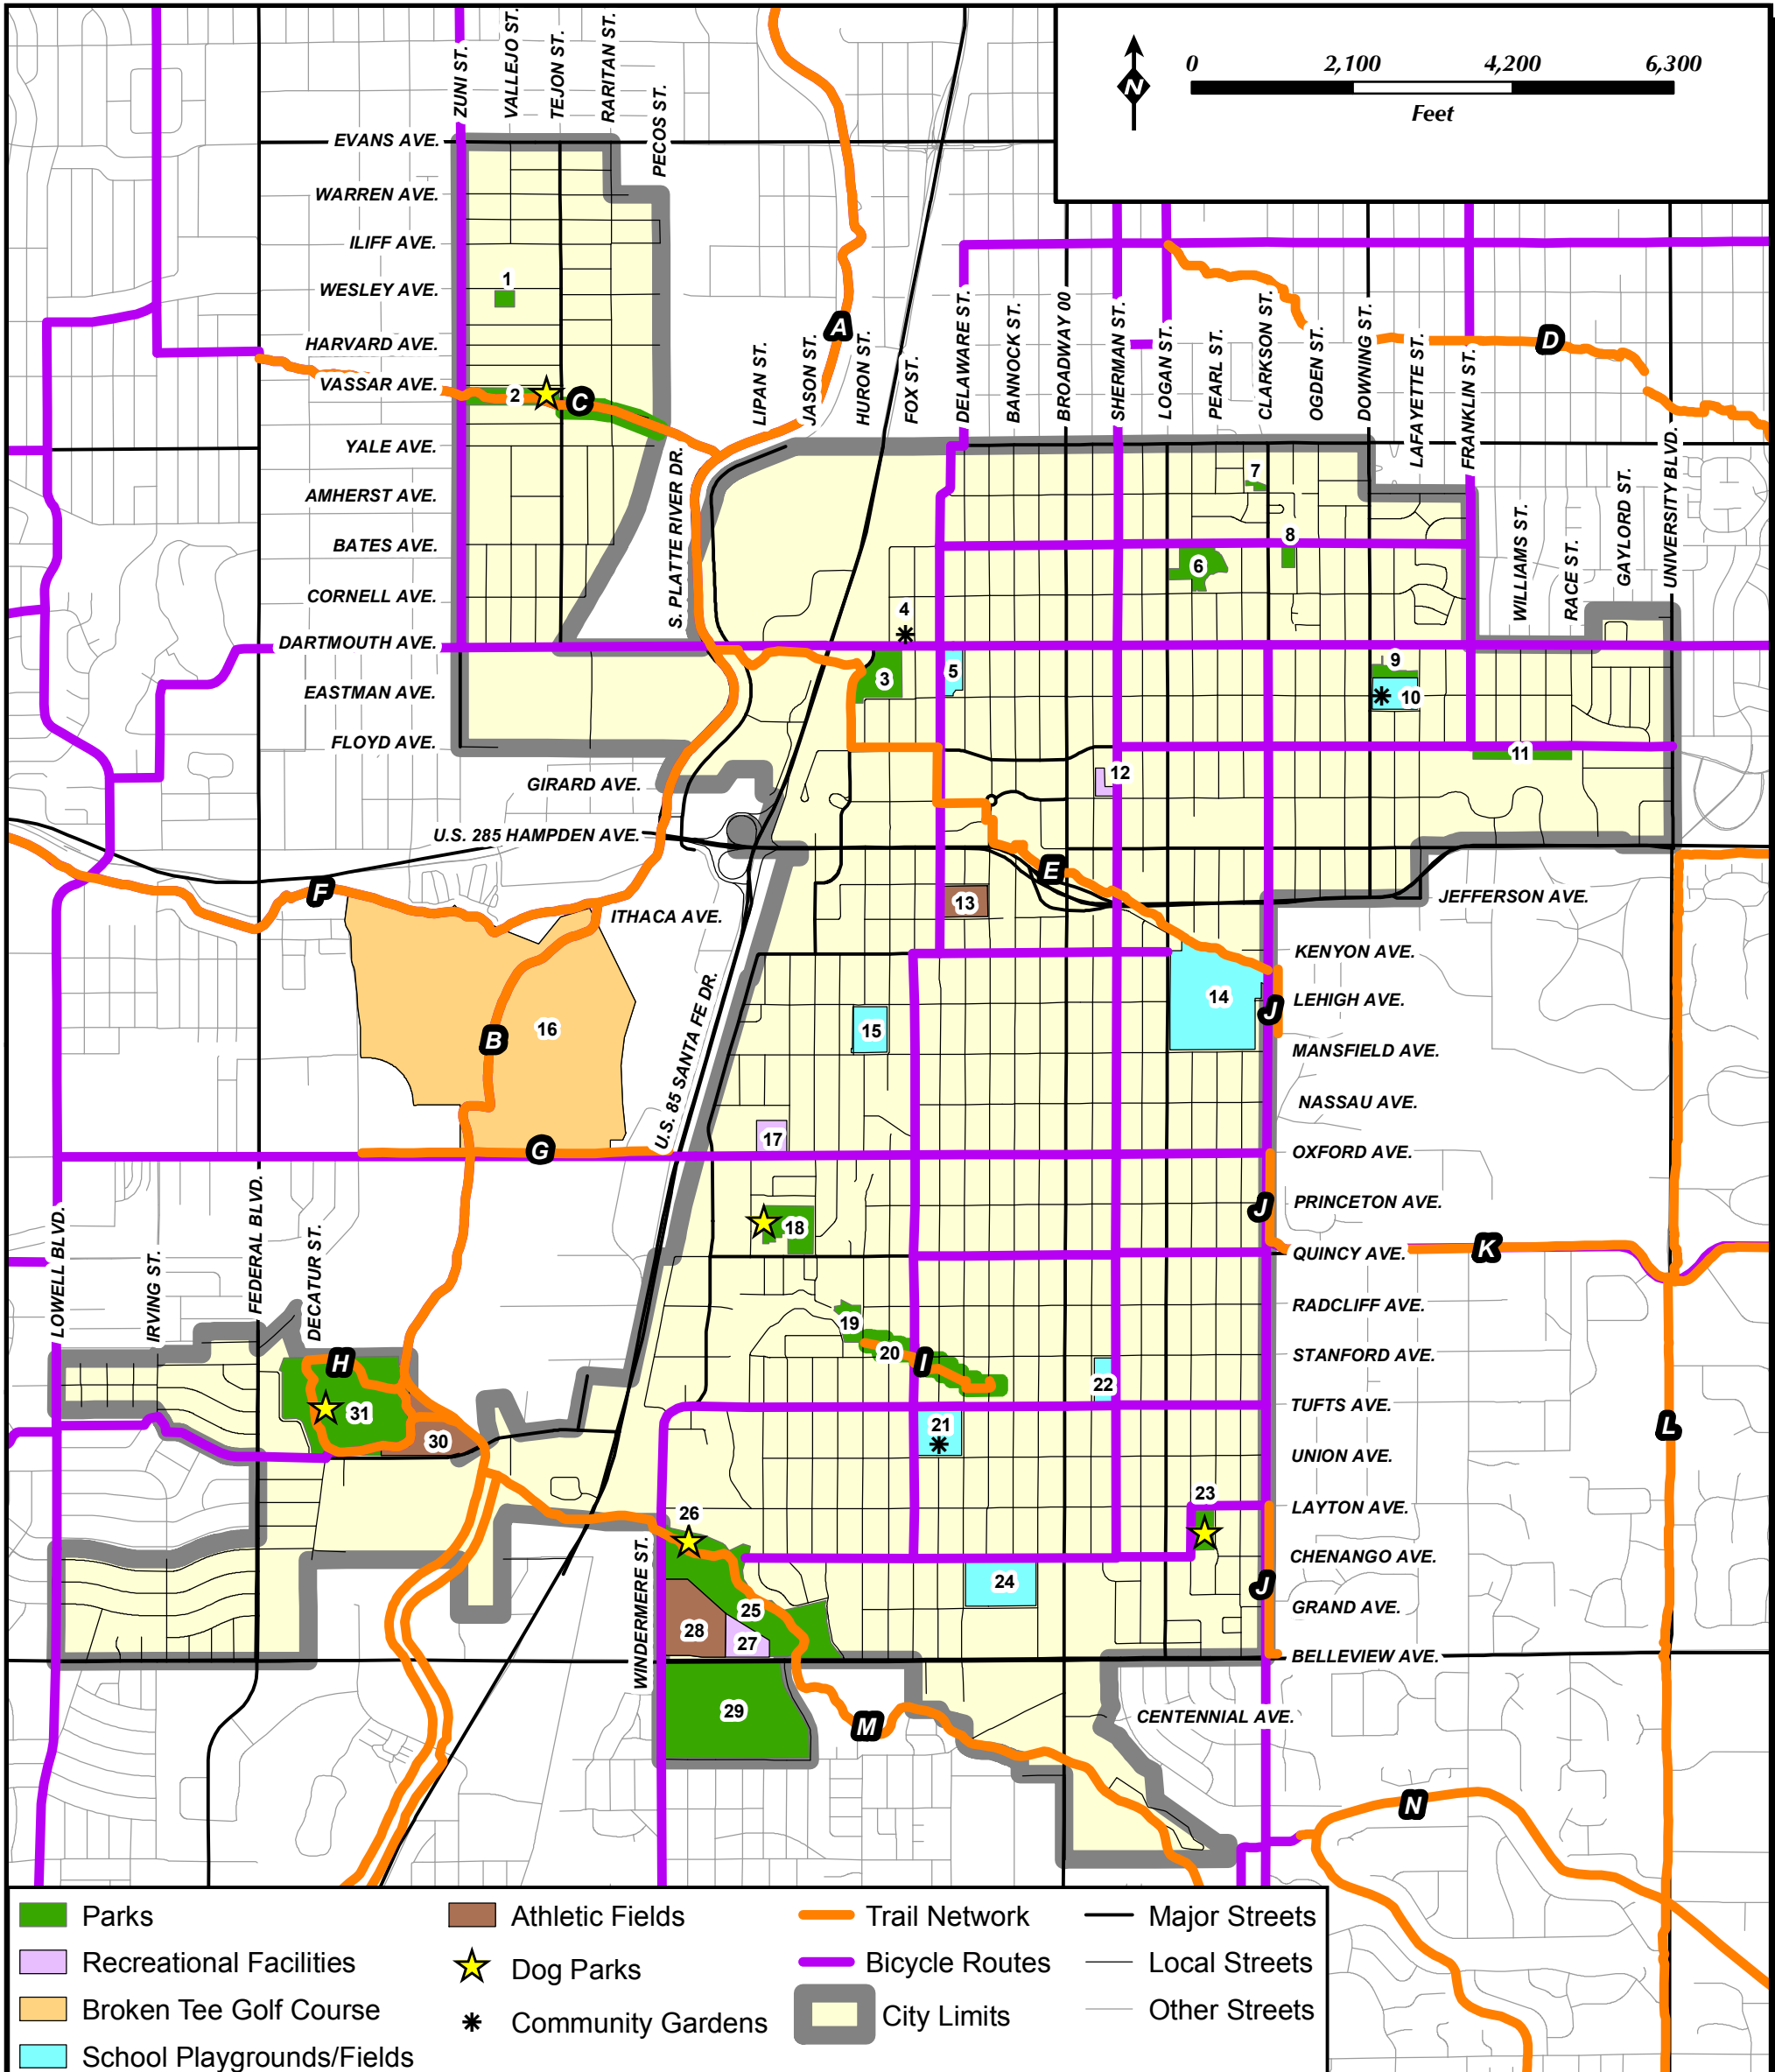 N
0 2,100 4,200 6,300
Feet
ZUNI ST.
VALLEJO ST.
TEJON ST.
RARITAN ST.
PECOS ST.
EVANS AVE.
WARREN AVE.
ILIFF AVE.
WESLEY AVE.
HARVARD AVE.
VASSAR AVE.
YALE AVE.
AMHERST AVE.
BATES AVE.
CORNELL AVE.
DARTMOUTH AVE.
EASTMAN AVE.
FLOYD AVE.
GIRARD AVE.
U.S. 285 HAMPDEN AVE.
ITHACA AVE.
S. PLATTE RIVER DR.
LIPAN ST.
JASON ST.
HURON ST.
FOX ST.
DELAWARE ST.
BANNOCK ST.
BROADWAY 00
SHERMAN ST.
LOGAN ST.
PEARL ST.
CLARKSON ST.
OGDEN ST.
DOWNING ST.
LAFAYETTE ST.
FRANKLIN ST.
WILLIAMS ST.
RACE ST.
GAYLORD ST.
UNIVERSITY BLVD.
JEFFERSON AVE.
KENYON AVE.
LEHIGH AVE.
MANSFIELD AVE.
NASSAU AVE.
OXFORD AVE.
PRINCETON AVE.
QUINCY AVE.
RADCLIFF AVE.
STANFORD AVE.
TUFTS AVE.
UNION AVE.
LAYTON AVE.
CHENANGO AVE.
GRAND AVE.
BELLEVIEW AVE.
CENTENNIAL AVE.
U.S. 85 SANTA FE DR.
LOWELL BLVD.
IRVING ST.
FEDERAL BLVD.
DECATUR ST.
WINDERMERE ST.
1
2
3
4
5
6
7
8
9
10
11
12
13
14
15
16
17
18
19
20
21
22
23
24
25
26
27
28
29
30
31
A
B
C
D
E
F
G
H
I
J
J
J
K
L
M
N
Parks
Recreational Facilities
Broken Tee Golf Course
School Playgrounds/Fields
Athletic Fields
Dog Parks
Community Gardens
Trail Network
Bicycle Routes
City Limits
Major Streets
Local Streets
Other Streets